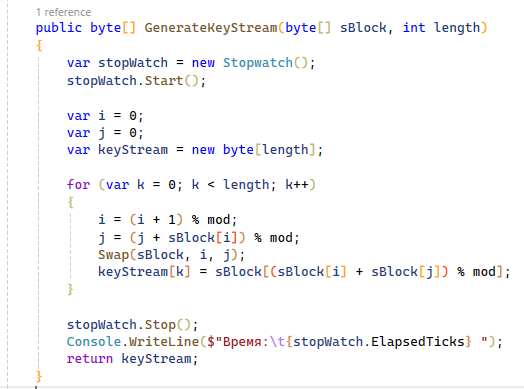 1 reference
public byte[] GenerateKeyStream(byte[] sBlock, int length)
{
    var stopWatch = new Stopwatch();
    stopWatch.Start();

    var i = 0;
    var j = 0;
    var keyStream = new byte[length];

    for (var k = 0; k < length; k++)
    {
        i = (i + 1) % mod;
        j = (j + sBlock[i]) % mod;
        Swap(sBlock, i, j);
        keyStream[k] = sBlock[(sBlock[i] + sBlock[j]) % mod];
    }

    stopWatch.Stop();
    Console.WriteLine($"Время:\t{stopWatch.ElapsedTicks} ");
    return keyStream;
}